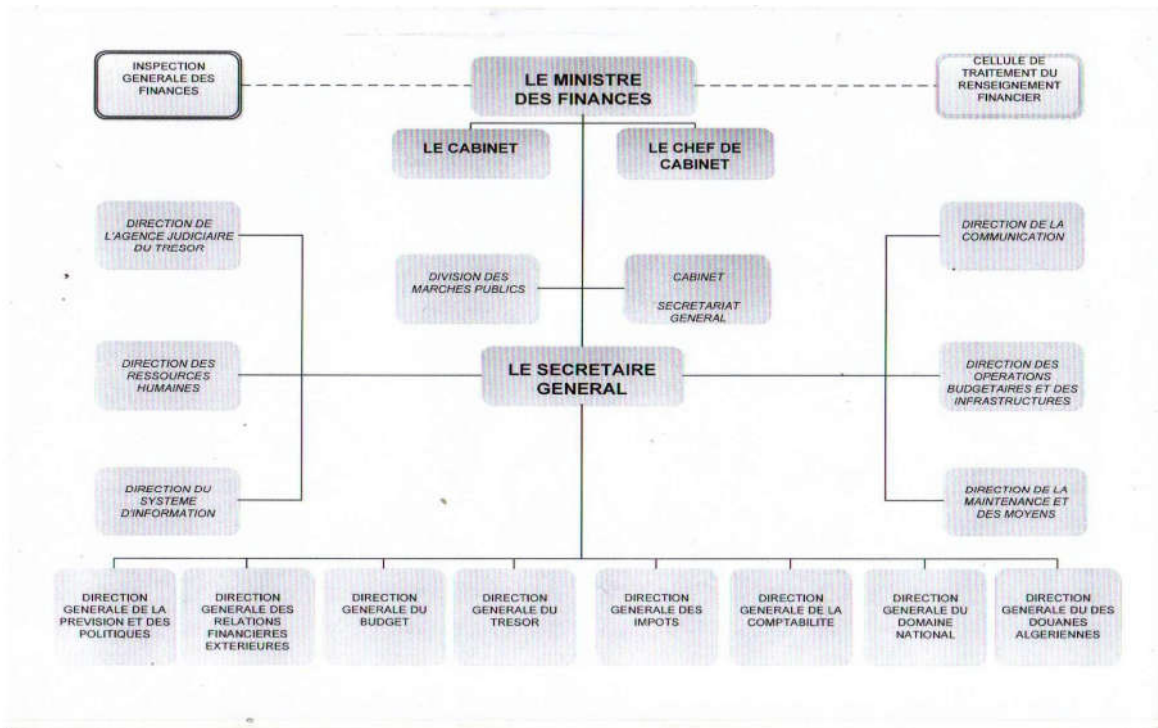 INSPECTION
GENERALE DES
FINANCES
LE MINISTRE
DES FINANCES
CELLULE DE
TRAITEMENT DU
RENSEIGNEMENT
FINANCIER
LE CABINET
LE CHEF DE
CABINET
DIRECTION DE
L'AGENCE JUDICIAIRE
DU TRESOR
DIVISION DES
MARCHES PUBLICS
CABINET
SECRETARIAT
GENERAL
DIRECTION DE LA
COMMUNICATION
DIRECTION DES
RESSOURCES
HUMAINES
LE SECRETAIRE
GENERAL
DIRECTION DES
OPERATIONS
BUDGETAIRES ET DES
INFRASTRUCTURES
DIRECTION DU
SYSTEME
D'INFORMATION
DIRECTION DE LA
MAINTENANCE ET
DES MOYENS
DIRECTION
GENERALE DE LA
PREVISION ET DES
POLITIQUES
DIRECTION
GENERALE DES
RELATIONS
FINANCIERES
EXTERIEURES
DIRECTION
GENERALE DU
BUDGET
DIRECTION
GENERALE DU
TRESOR
DIRECTION
GENERALE DES
IMPOTS
DIRECTION
GENERALE DE LA
COMPTABILITE
DIRECTION
GENERALE DU
DOMAINE
NATIONAL
DIRECTION
GENERALE DU DES
DOUANES
ALGERIENNES